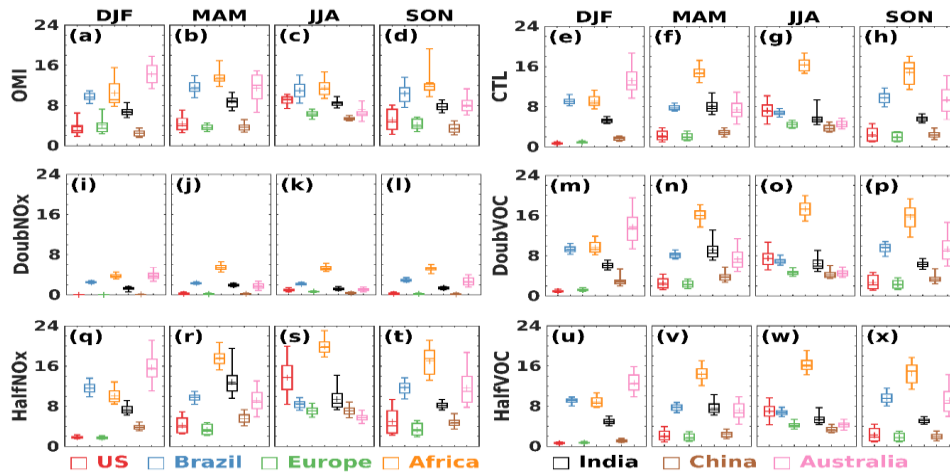 DJF MAM JJA SON DJF MAM JJA SON
OMI 24 16 8 0 (a) (b) (c) (d) CTL 24 16 8 0 (e) (f) (g) (h)
DoubNOx 24 16 8 0 (i) (j) (k) (l) DoubVOC 24 16 8 0 (m) (n) (o) (p)
HalfNOx 24 16 8 0 (q) (r) (s) (t) HalfVOC 24 16 8 0 (u) (v) (w) (x)
US Brazil Europe Africa India China Australia